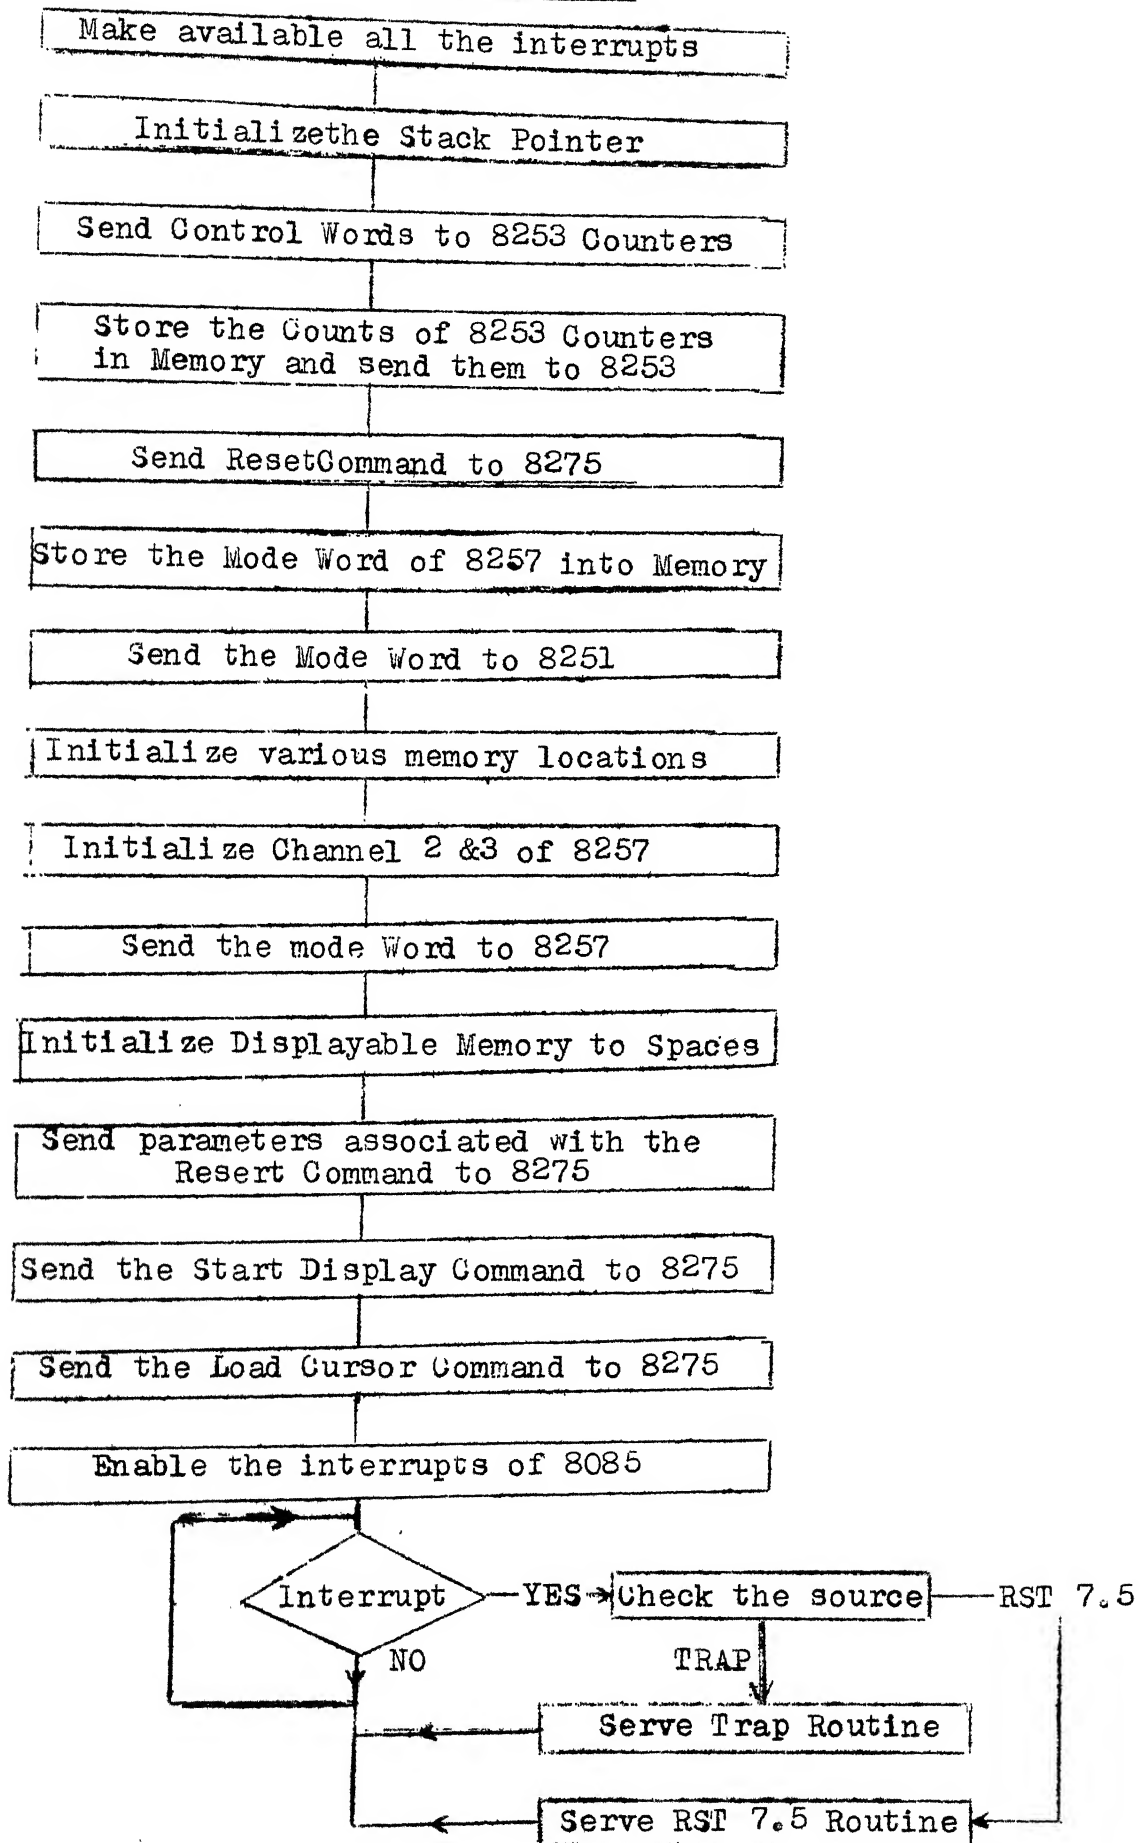 Make available all the interrupts
Initializethe Stack Pointer
Send Control Words to 8253 Counters
Store the Counts of 8253 Counters
in Memory and send them to 8253
Send ResetCommand to 8275
Store the Mode Word of 8257 into Memory
Send the Mode Word to 8251
Initialize various memory locations
Initialize Channel 2 &3 of 8257
Send the mode Word to 8257
Initialize Displayable Memory to Spaces
Send parameters associated with the
Resert Command to 8275
Send the Start Display Command to 8275
Send the Load Cursor Command to 8275
Enable the interrupts of 8085
Interrupt YES Check the source RST 7.5
NO TRAP
Serve Trap Routine
Serve RST 7.5 Routine